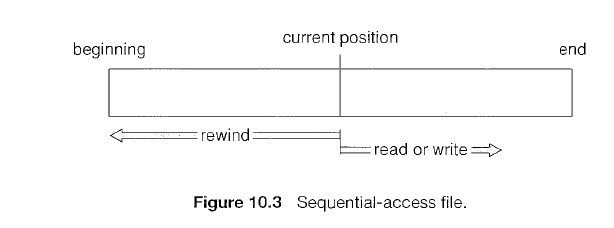 current position
beginning
end
rewind
read or write
Figure 10.3 Sequential-access file.